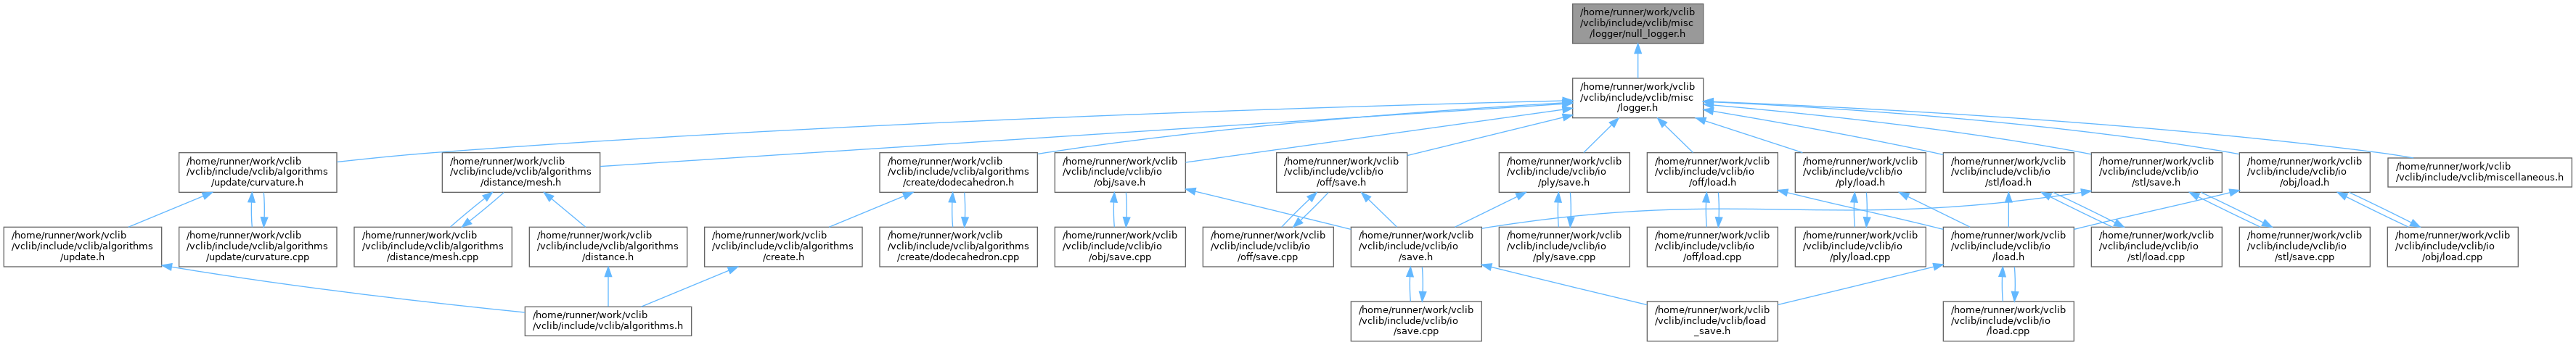 /home/runner/work/vclib
/vclib/include/vclib/misc
/logger/null_logger.h
/home/runner/work/vclib
/vclib/include/vclib/misc
/logger.h
/home/runner/work/vclib
/vclib/include/vclib/algorithms
/update/curvature.h
/home/runner/work/vclib
/vclib/include/vclib/algorithms
/distance/mesh.h
/home/runner/work/vclib
/vclib/include/vclib/algorithms
/create/dodecahedron.h
/home/runner/work/vclib
/vclib/include/vclib/io
/obj/save.h
/home/runner/work/vclib
/vclib/include/vclib/io
/off/save.h
/home/runner/work/vclib
/vclib/include/vclib/io
/ply/save.h
/home/runner/work/vclib
/vclib/include/vclib/io
/off/load.h
/home/runner/work/vclib
/vclib/include/vclib/io
/ply/load.h
/home/runner/work/vclib
/vclib/include/vclib/io
/stl/load.h
/home/runner/work/vclib
/vclib/include/vclib/io
/stl/save.h
/home/runner/work/vclib
/vclib/include/vclib/io
/obj/load.h
/home/runner/work/vclib
/vclib/include/vclib/miscellaneous.h
/home/runner/work/vclib
/vclib/include/vclib/algorithms
/update.h
/home/runner/work/vclib
/vclib/include/vclib/algorithms
/update/curvature.cpp
/home/runner/work/vclib
/vclib/include/vclib/algorithms
/distance/mesh.cpp
/home/runner/work/vclib
/vclib/include/vclib/algorithms
/distance.h
/home/runner/work/vclib
/vclib/include/vclib/algorithms
/create.h
/home/runner/work/vclib
/vclib/include/vclib/algorithms
/create/dodecahedron.cpp
/home/runner/work/vclib
/vclib/include/vclib/io
/obj/save.cpp
/home/runner/work/vclib
/vclib/include/vclib/io
/off/save.cpp
/home/runner/work/vclib
/vclib/include/vclib/io
/save.h
/home/runner/work/vclib
/vclib/include/vclib/io
/ply/save.cpp
/home/runner/work/vclib
/vclib/include/vclib/io
/off/load.cpp
/home/runner/work/vclib
/vclib/include/vclib/io
/ply/load.cpp
/home/runner/work/vclib
/vclib/include/vclib/io
/load.h
/home/runner/work/vclib
/vclib/include/vclib/io
/stl/load.cpp
/home/runner/work/vclib
/vclib/include/vclib/io
/stl/save.cpp
/home/runner/work/vclib
/vclib/include/vclib/io
/obj/load.cpp
/home/runner/work/vclib
/vclib/include/vclib/algorithms.h
/home/runner/work/vclib
/vclib/include/vclib/io
/save.cpp
/home/runner/work/vclib
/vclib/include/vclib/load
_save.h
/home/runner/work/vclib
/vclib/include/vclib/io
/load.cpp